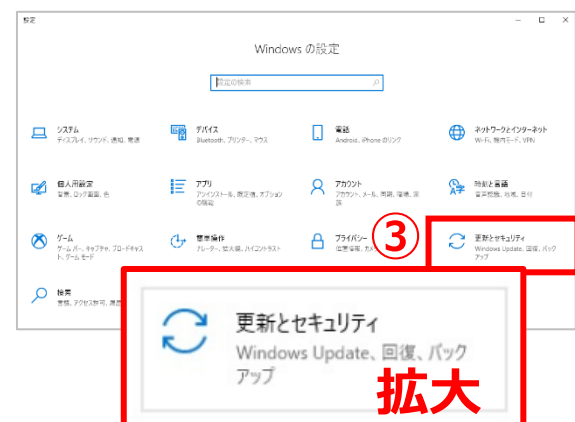 設定
Windows の設定
設定の検索
システム
ディスプレイ、サウンド、通知、電源
デバイス
Bluetooth、プリンター、マウス
電話
Android、iPhone のリンク
ネットワークとインターネット
Wi-Fi、機内モード、VPN
個人用設定
背景、ロック画面、色
アプリ
アンインストール、既定値、オプション
の機能
アカウント
アカウント、メール、同期、職場、家
族
時刻と言語
音声認識、地域、日付
ゲーム
ゲーム バー、キャプチャ、ブロードキャス
ト、ゲーム モード
簡単操作
ナレーター、拡大鏡、ハイコントラスト
プライバシー
位置情報、カメ
③
更新とセキュリティ
Windows Update、回復、バック
アップ
検索
更新とセキュリティ
Windows Update、回復、バック
アップ
拡大